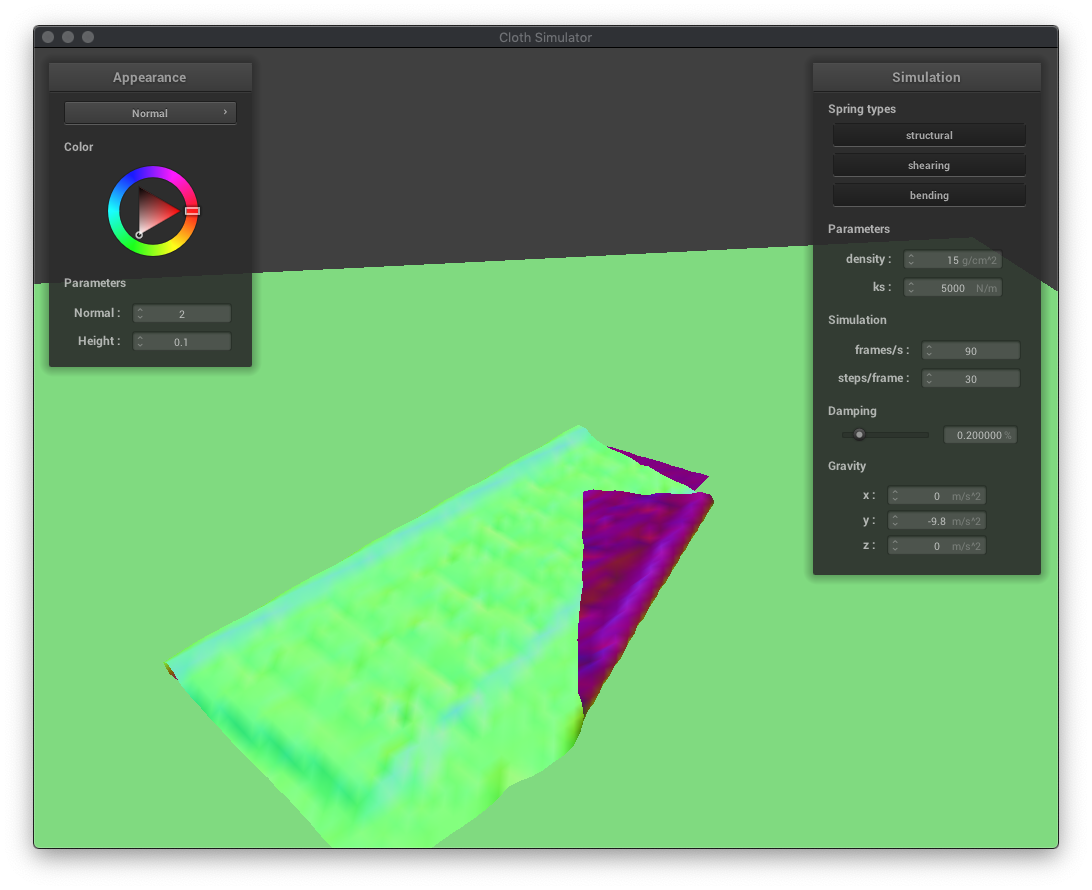 Cloth Simulator
Appearance
Normal
Color
Parameters
Normal : 2
Height : 0.1
Simulation
Spring types
structural
shearing
bending
Parameters
density : 15 g/cm^2
ks : 5000 N/m
Simulation
frames/s : 90
steps/frame : 30
Damping
0.200000 %
Gravity
x : 0 m/s^2
y : -9.8 m/s^2
z : 0 m/s^2